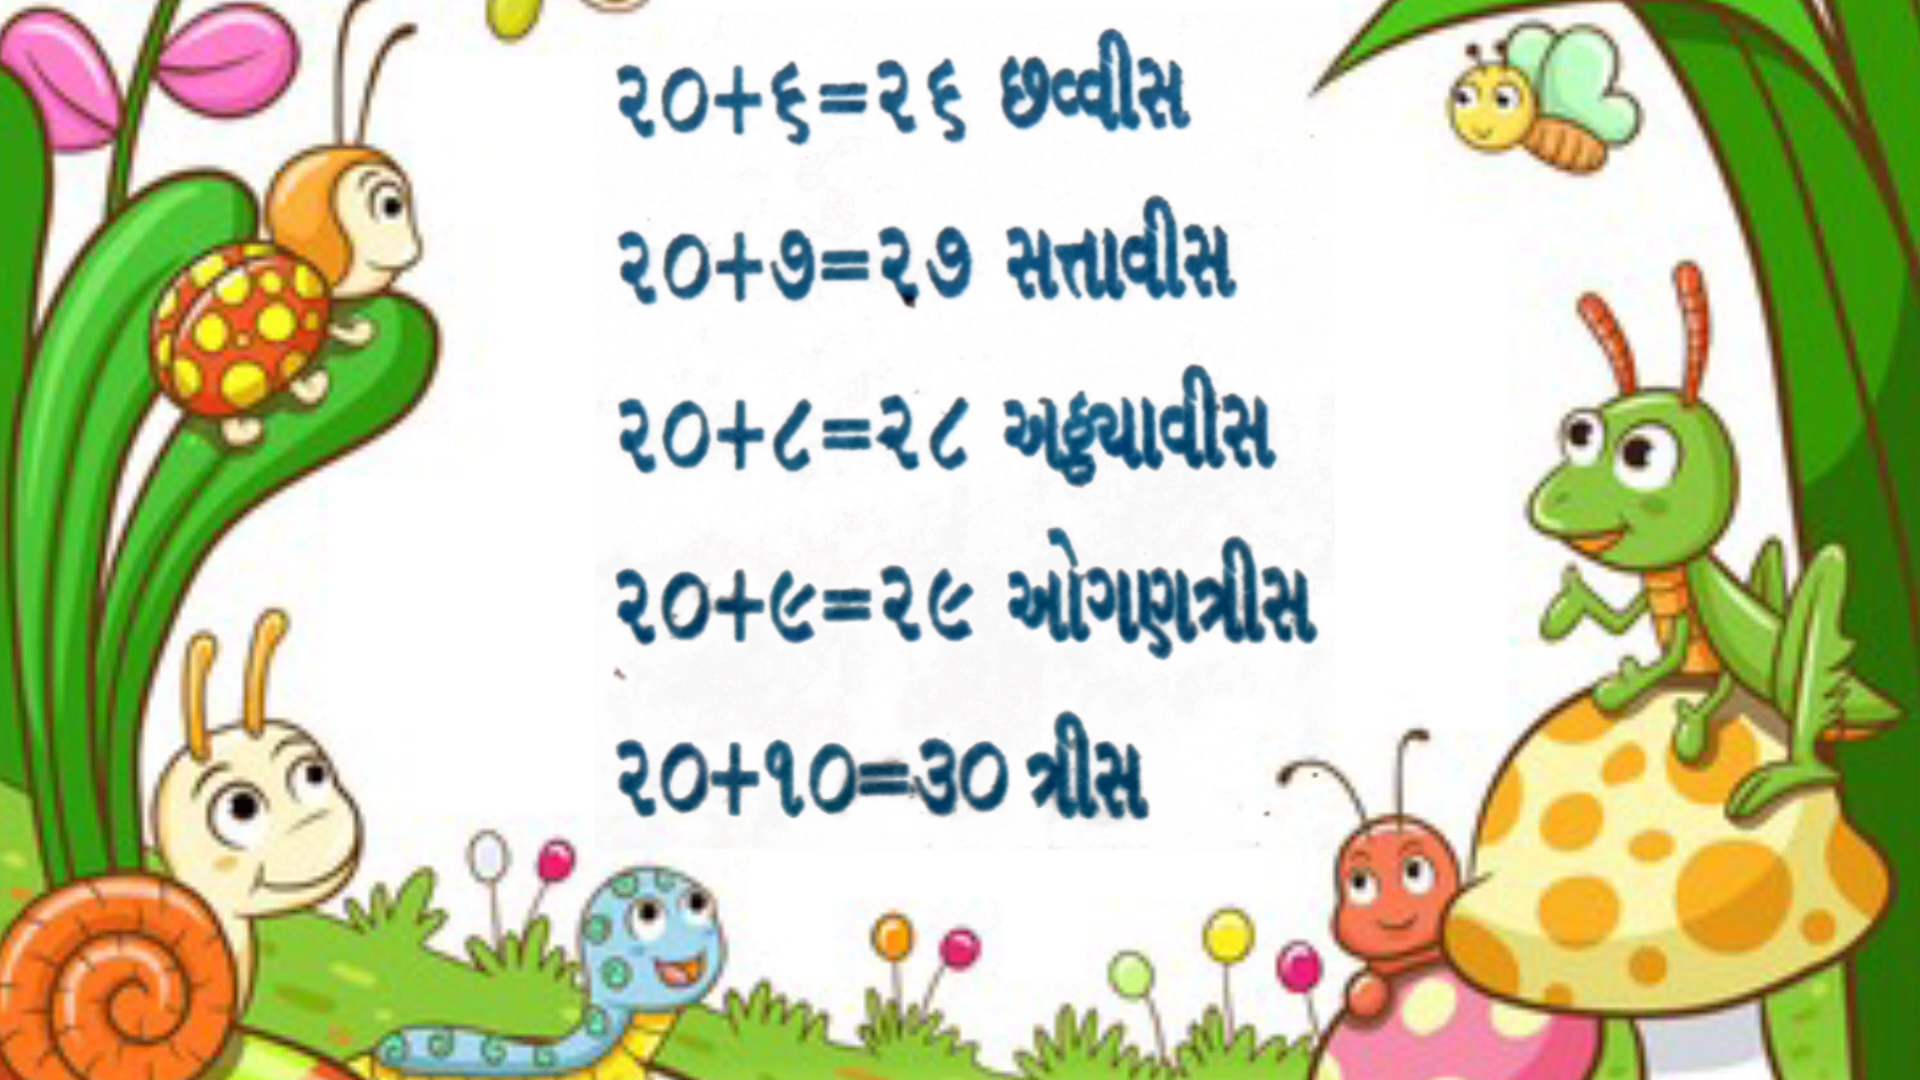 ૨૦+૬=૨૬ છવ્વીસ
૨૦+૭=૨૭ સત્તાવીસ
૨૦+૮=૨૮ અઠ્ઠયાવીસ
૨૦+૯=૨૯ ઓગણત્રીસ
૨૦+૧૦=૩૦ ત્રીસ